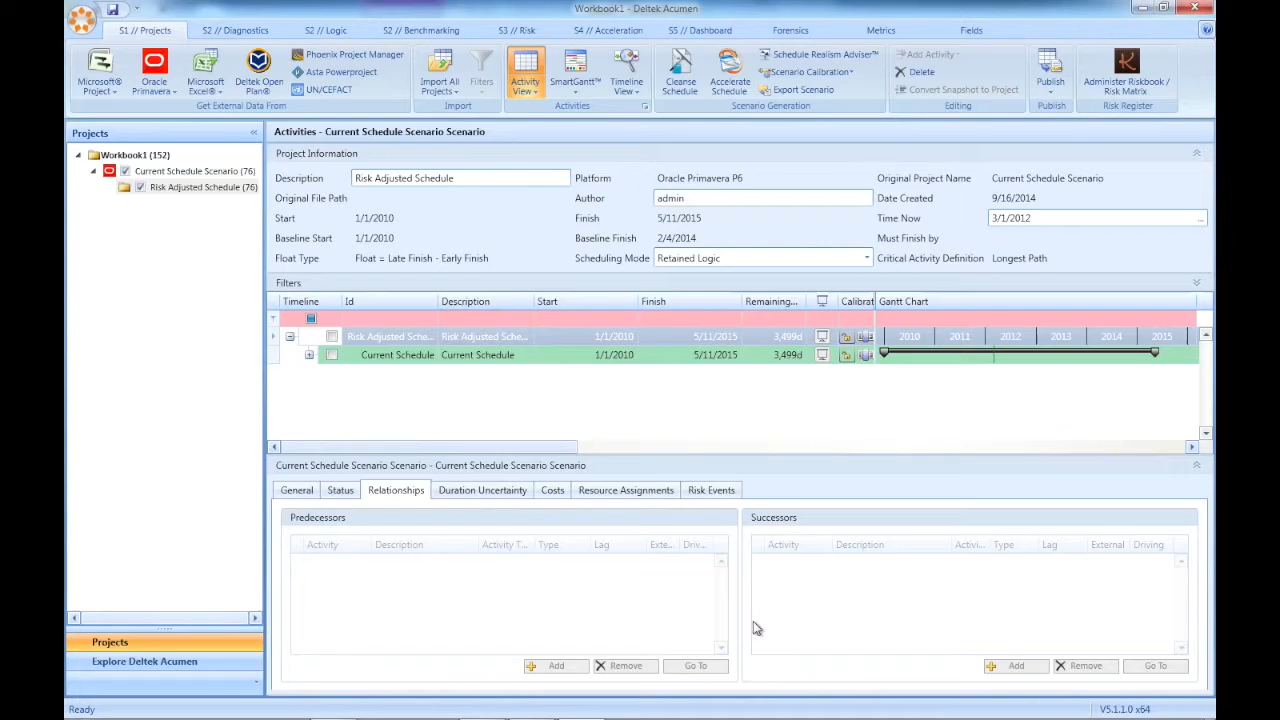 Workbook1 - Deltek Acumen
S1 // Projects
S2 // Diagnostics
S2 // Logic
S2 // Benchmarking
S3 // Risk
S4 // Acceleration
S5 // Dashboard
Forensics
Metrics
Fields
Microsoft® Project
Oracle Primavera
Microsoft Excel®
Deltek Open Plan®
Phoenix Project Manager
Asta Powerproject
UN/CEFACT
Get External Data From
Import All Projects
Filters
Import
Activity View
SmartGantt™
Timeline View
Activities
Cleanse Schedule
Accelerate Schedule
Schedule Realism Adviser™
Scenario Calibration
Export Scenario
Scenario Generation
Add Activity
Delete
Convert Snapshot to Project
Editing
Publish
Publish
Administer Riskbook / Risk Matrix
Risk Register
Projects
Workbook1 (152)
Current Schedule Scenario (76)
Risk Adjusted Schedule (76)
Projects
Explore Deltek Acumen
Activities - Current Schedule Scenario Scenario
Project Information
Description Risk Adjusted Schedule Platform Oracle Primavera P6 Original Project Name Current Schedule Scenario
Original File Path Author admin Date Created 9/16/2014
Start 1/1/2010 Finish 5/11/2015 Time Now 3/1/2012 ...
Baseline Start 1/1/2010 Baseline Finish 2/4/2014 Must Finish by
Float Type Float = Late Finish - Early Finish Scheduling Mode Retained Logic Critical Activity Definition Longest Path
Filters
Timeline Id Description Start Finish Remaining... Calibrat Gantt Chart
Risk Adjusted Sche... Risk Adjusted Sche... 1/1/2010 5/11/2015 3,499d 2010 2011 2012 2013 2014 2015
Current Schedule Current Schedule 1/1/2010 5/11/2015 3,499d
Current Schedule Scenario Scenario - Current Schedule Scenario Scenario
General Status Relationships Duration Uncertainty Costs Resource Assignments Risk Events
Predecessors
Activity Description Activity T... Type Lag Exte... Driv...
Add Remove Go To
Successors
Activity Description Activi... Type Lag External Driving
Add Remove Go To
Ready
V5.1.1.0 x64